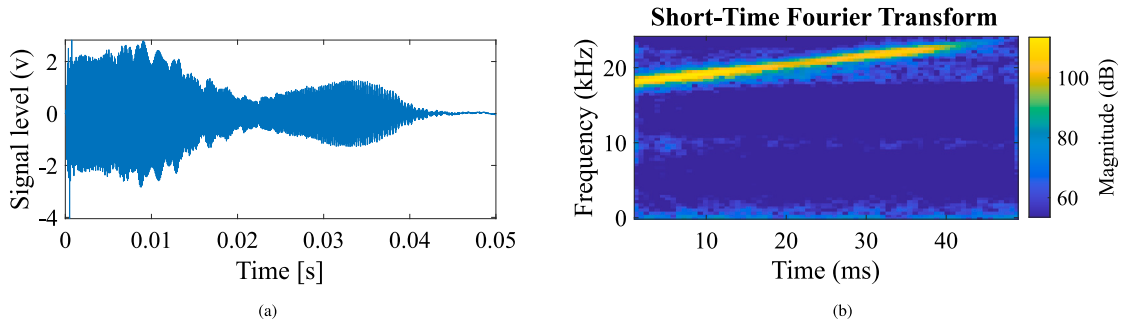 Signal level (v)
2
0
-2
-4
0
0.01
0.02
0.03
0.04
0.05
Time [s]
(a)
Short-Time Fourier Transform
Frequency (kHz)
20
10
0
10
20
30
40
Time (ms)
100
80
60
Magnitude (dB)
(b)